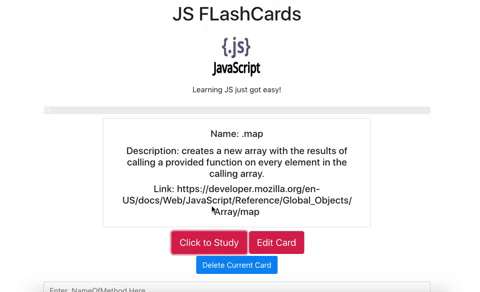 JS FLashCards
{.js}
JavaScript
Learning JS just got easy!
Name: .map
Description: creates a new array with the results of
calling a provided function on every element in the
calling array.
Link: https://developer.mozilla.org/en-
US/docs/Web/JavaScript/Reference/Global_Objects/
Array/map
Click to Study
Edit Card
Delete Current Card
Enter NameOfMethod Here